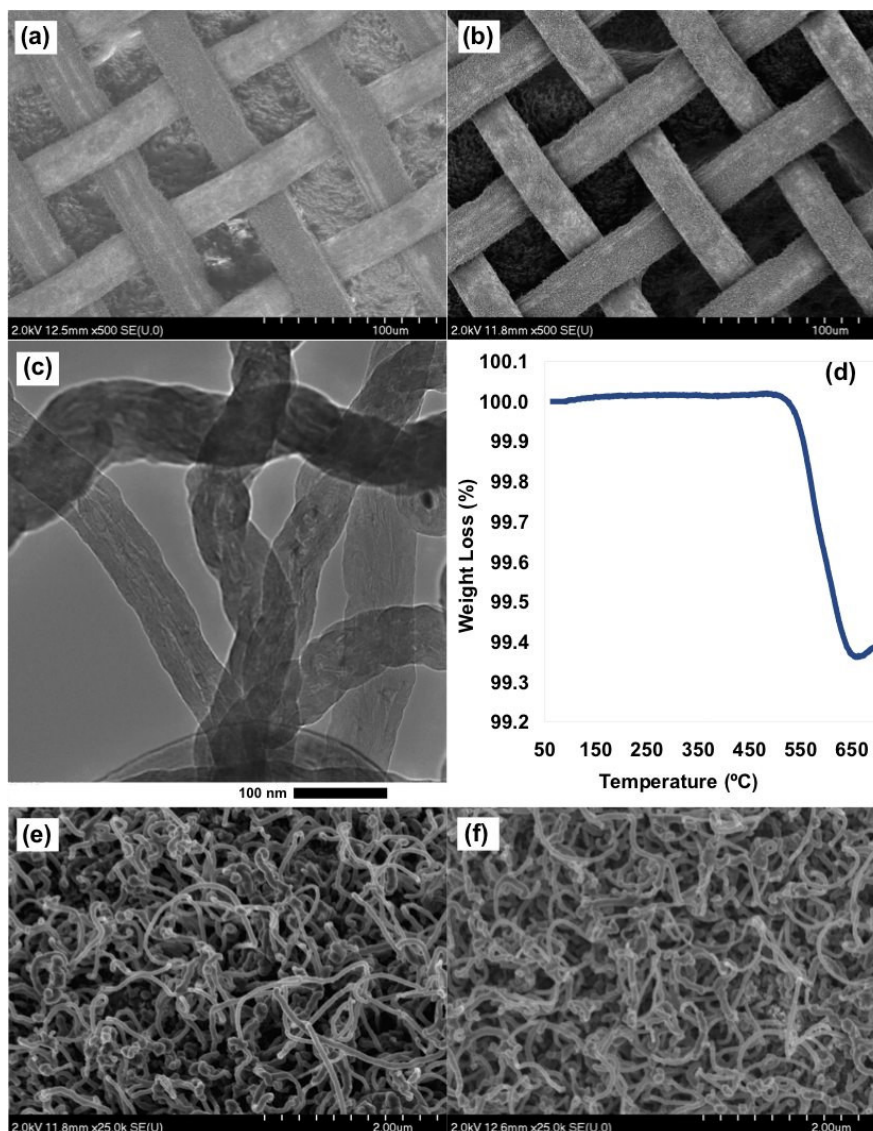 (a)
2.0kV 12.5mm x500 SE(U,0)
100um
(b)
2.0kV 11.8mm x500 SE(U)
100um
(c)
100 nm
(d)
100.1
100.0
99.9
99.8
99.7
99.6
99.5
99.4
99.3
99.2
Weight Loss (%)
50 150 250 350 450 550 650
Temperature (ºC)
(e)
2.0kV 11.8mm x25.0k SE(U)
2.00um
(f)
2.0kV 12.6mm x25.0k SE(U,0)
2.00um